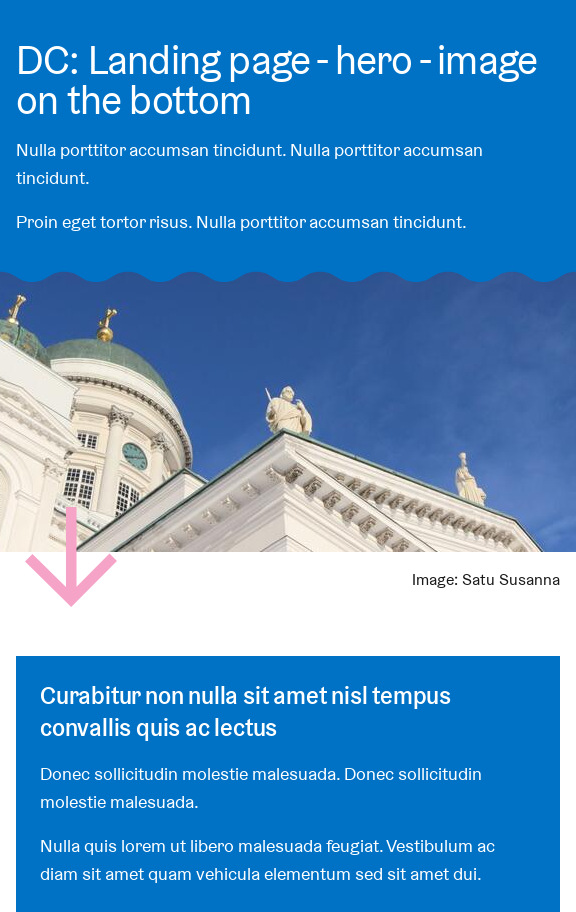 DC: Landing page - hero - image
on the bottom
Nulla porttitor accumsan tincidunt. Nulla porttitor accumsan
tincidunt.
Proin eget tortor risus. Nulla porttitor accumsan tincidunt.
Image: Satu Susanna
Curabitur non nulla sit amet nisl tempus
convallis quis ac lectus
Donec sollicitudin molestie malesuada. Donec sollicitudin
molestie malesuada.
Nulla quis lorem ut libero malesuada feugiat. Vestibulum ac
diam sit amet quam vehicula elementum sed sit amet dui.